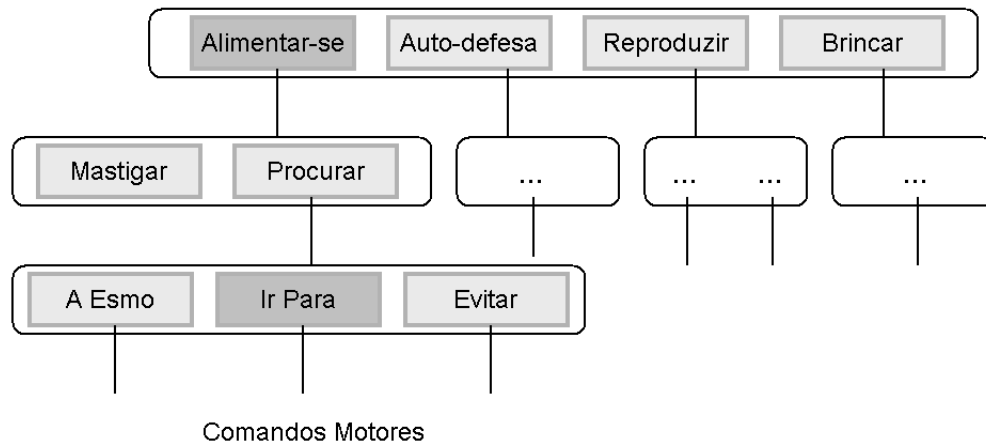 Alimentar-se Auto-defesa Reproduzir Brincar
Mastigar Procurar ... ... ... ...
A Esmo Ir Para Evitar
Comandos Motores